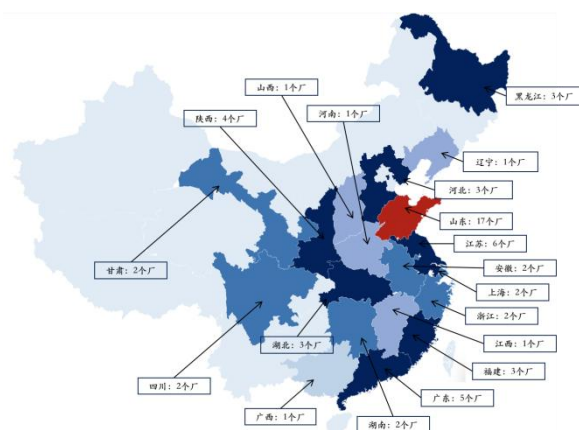 山西：1个厂
黑龙江：3个厂
陕西：4个厂
河南：1个厂
辽宁：1个厂
河北：3个厂
山东：17个厂
江苏：6个厂
甘肃：2个厂
安徽：2个厂
上海：2个厂
浙江：2个厂
湖北：3个厂
江西：1个厂
福建：3个厂
四川：2个厂
广东：5个厂
广西：1个厂
湖南：2个厂